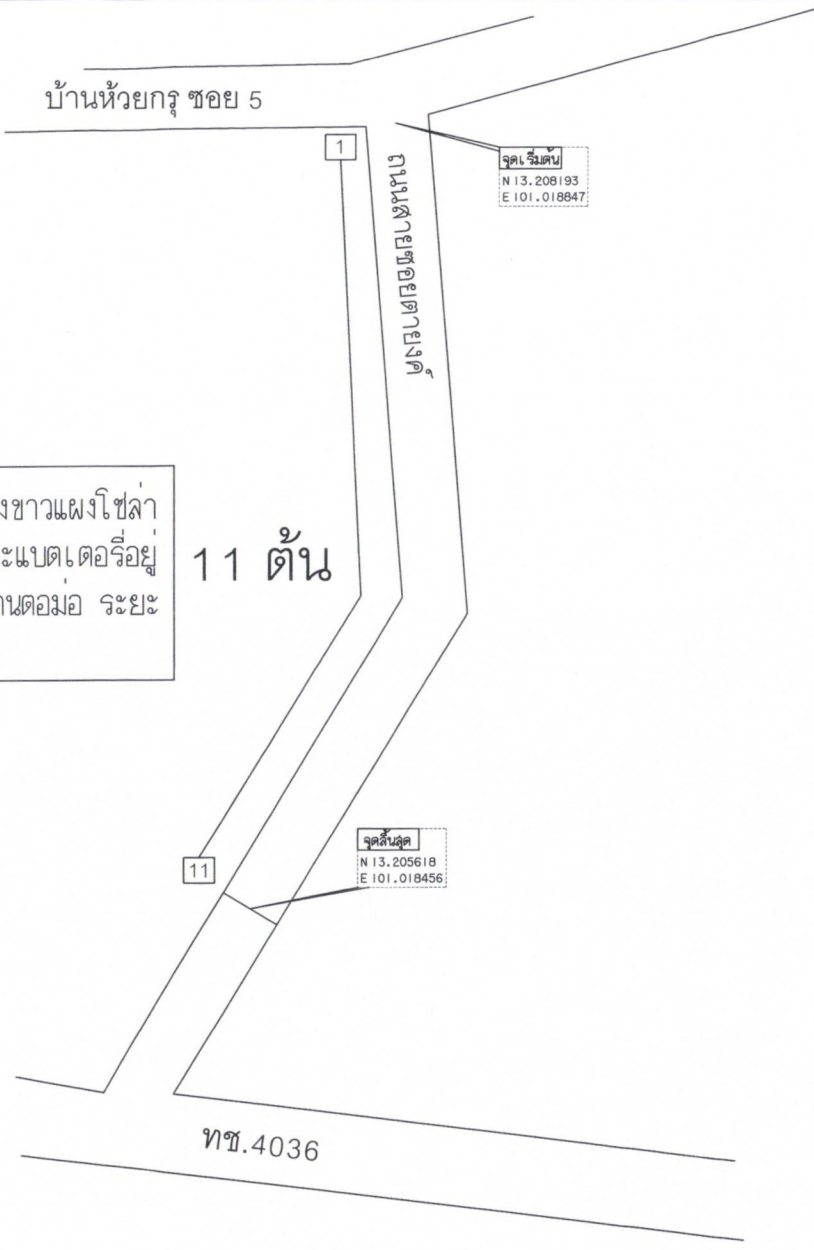 บ้านห้วยกรุ ซอย 5
1
ถนนสายซอยตายงค์
จุดเริ่มต้น
N 13.208193
E 101.018847
งขาวแผงโซล่า
ะแบตเตอรี่อยู่
านตอม่อ ระยะ
11 ต้น
11
จุดสิ้นสุด
N 13.205618
E 101.018456
ทช.4036